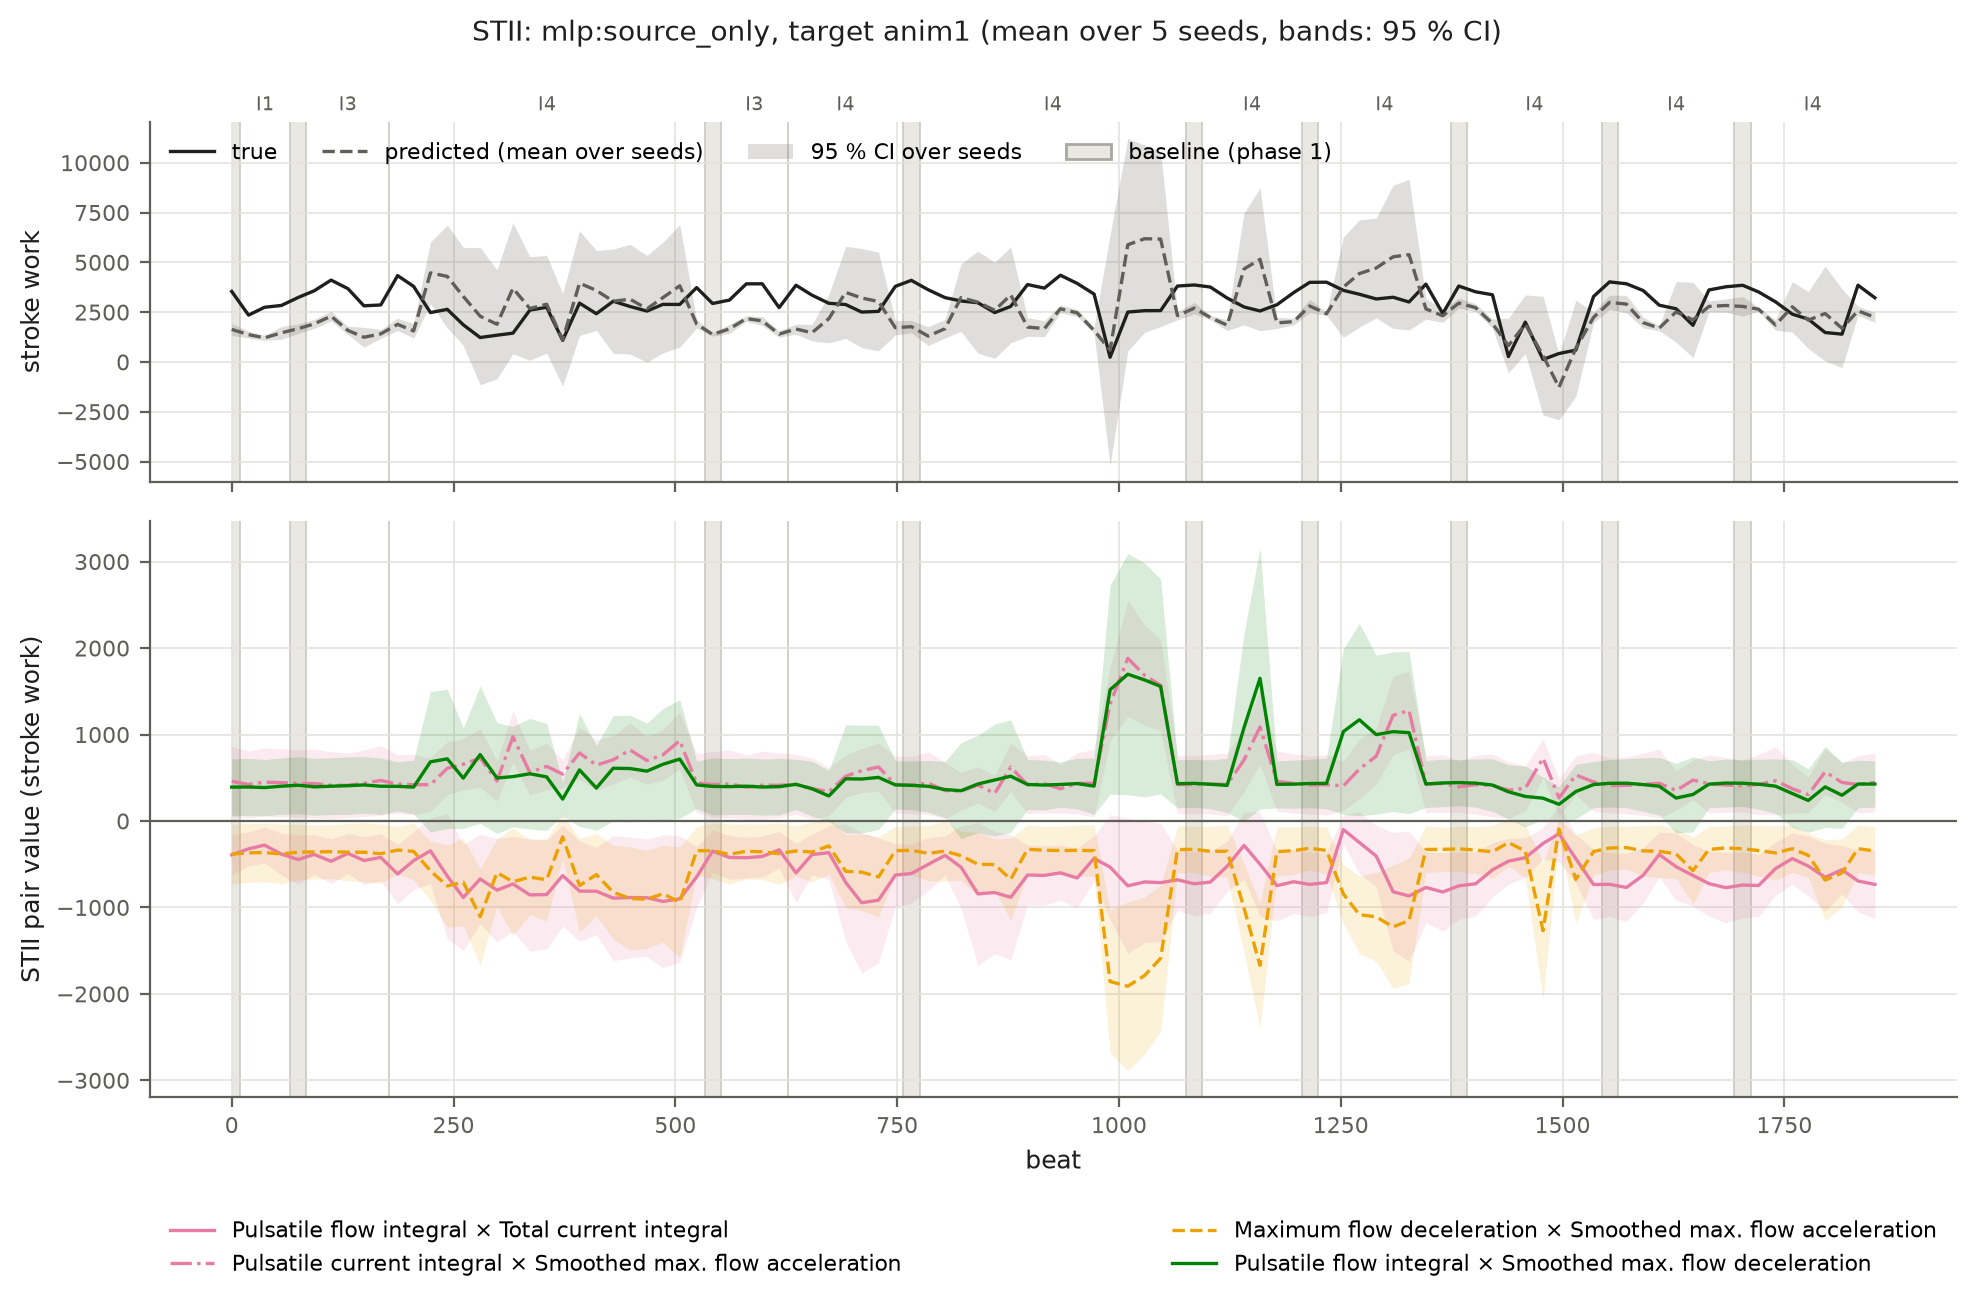 STII: mlp:source_only, target anim1 (mean over 5 seeds, bands: 95 % CI)
I1 I3 I4 I3 I4 I4 I4 I4 I4 I4 I4
true predicted (mean over seeds) 95 % CI over seeds baseline (phase 1)
stroke work
10000
7500
5000
2500
0
−2500
−5000
STII pair value (stroke work)
3000
2000
1000
0
−1000
−2000
−3000
0 250 500 750 1000 1250 1500 1750
beat
Pulsatile flow integral × Total current integral
Pulsatile current integral × Smoothed max. flow acceleration
Maximum flow deceleration × Smoothed max. flow acceleration
Pulsatile flow integral × Smoothed max. flow deceleration